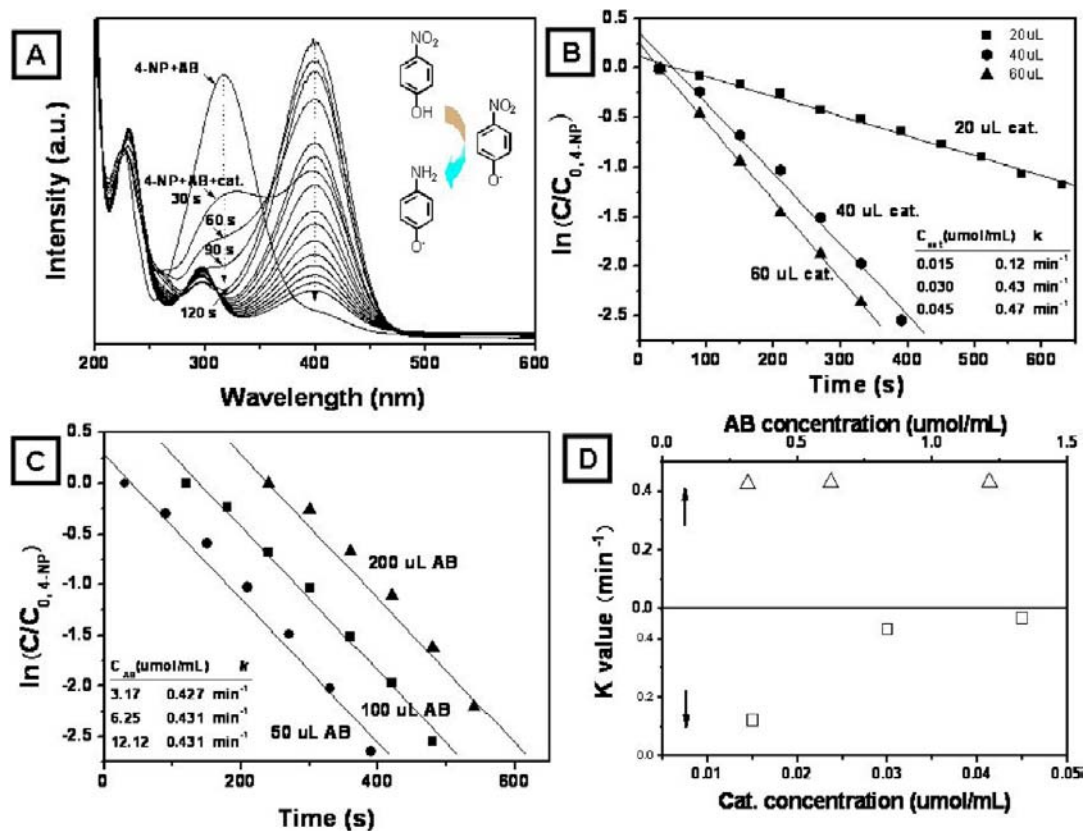 A
4-NP+AB
4-NP+AB+cat.
30 s
60 s
90 s
120 s
NO₂
OH
NO₂
O⁻
NH₂
O⁻
Intensity (a.u.)
200 300 400 500 600
Wavelength (nm)
B
20uL
40uL
60uL
20 uL cat.
40 uL cat.
60 uL cat.
C (umol/mL) k
0.015 0.12 min⁻¹
0.030 0.43 min⁻¹
0.045 0.47 min⁻¹
ln (C/C₀, ₄₋NP)
0.5
0.0
-0.5
-1.0
-1.5
-2.0
-2.5
0 100 200 300 400 500 600
Time (s)
C
200 uL AB
100 uL AB
50 uL AB
C_AB(umol/mL) k
3.17 0.427 min⁻¹
6.25 0.431 min⁻¹
12.12 0.431 min⁻¹
ln (C/C₀, ₄₋NP)
0.5
0.0
-0.5
-1.0
-1.5
-2.0
-2.5
0 200 400 600
Time (s)
AB concentration (umol/mL)
0.0 0.5 1.0 1.5
D
K value (min⁻¹)
0.4
0.2
0.0
0.4
0.2
0.0
0.01 0.02 0.03 0.04 0.05
Cat. concentration (umol/mL)